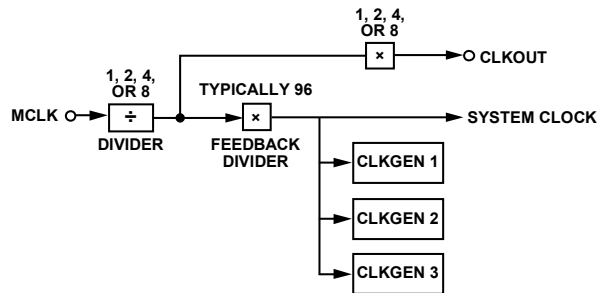 1, 2, 4,
OR 8
×
CLKOUT
1, 2, 4,
OR 8
TYPICALLY 96
MCLK
÷
×
SYSTEM CLOCK
DIVIDER
FEEDBACK
DIVIDER
CLKGEN 1
CLKGEN 2
CLKGEN 3